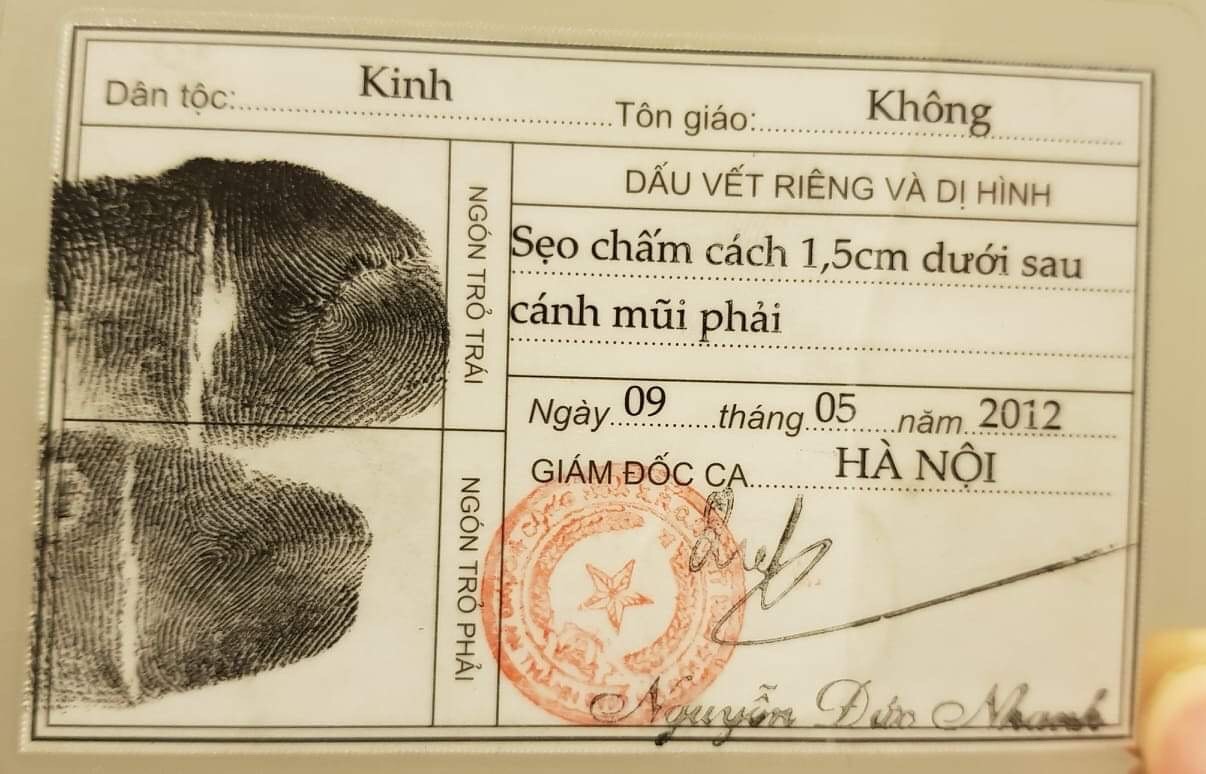 Dân tộc: Kinh Tôn giáo: Không
NGÓN TRỎ TRÁI
DẤU VẾT RIÊNG VÀ DỊ HÌNH
Sẹo chấm cách 1,5cm dưới sau
cánh mũi phải
Ngày 09 tháng 05 năm 2012
GIÁM ĐỐC CA HÀ NỘI
NGÓN TRỎ PHẢI
Nguyễn Đức Nhanh